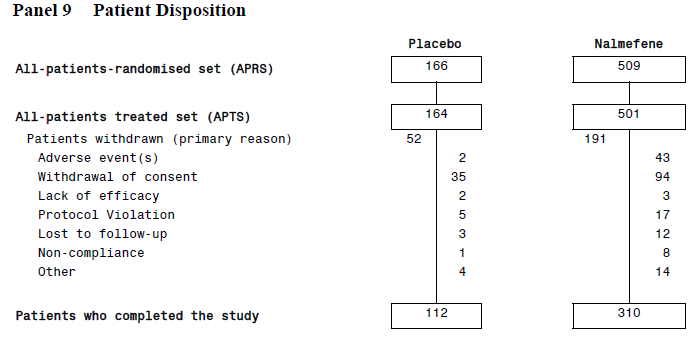 Panel 9 Patient Disposition
Placebo Nalmefene
All-patients-randomised set (APRS) 166 509
All-patients treated set (APTS) 164 501
Patients withdrawn (primary reason) 52 191
Adverse event(s) 2 43
Withdrawal of consent 35 94
Lack of efficacy 2 3
Protocol Violation 5 17
Lost to follow-up 3 12
Non-compliance 1 8
Other 4 14
Patients who completed the study 112 310